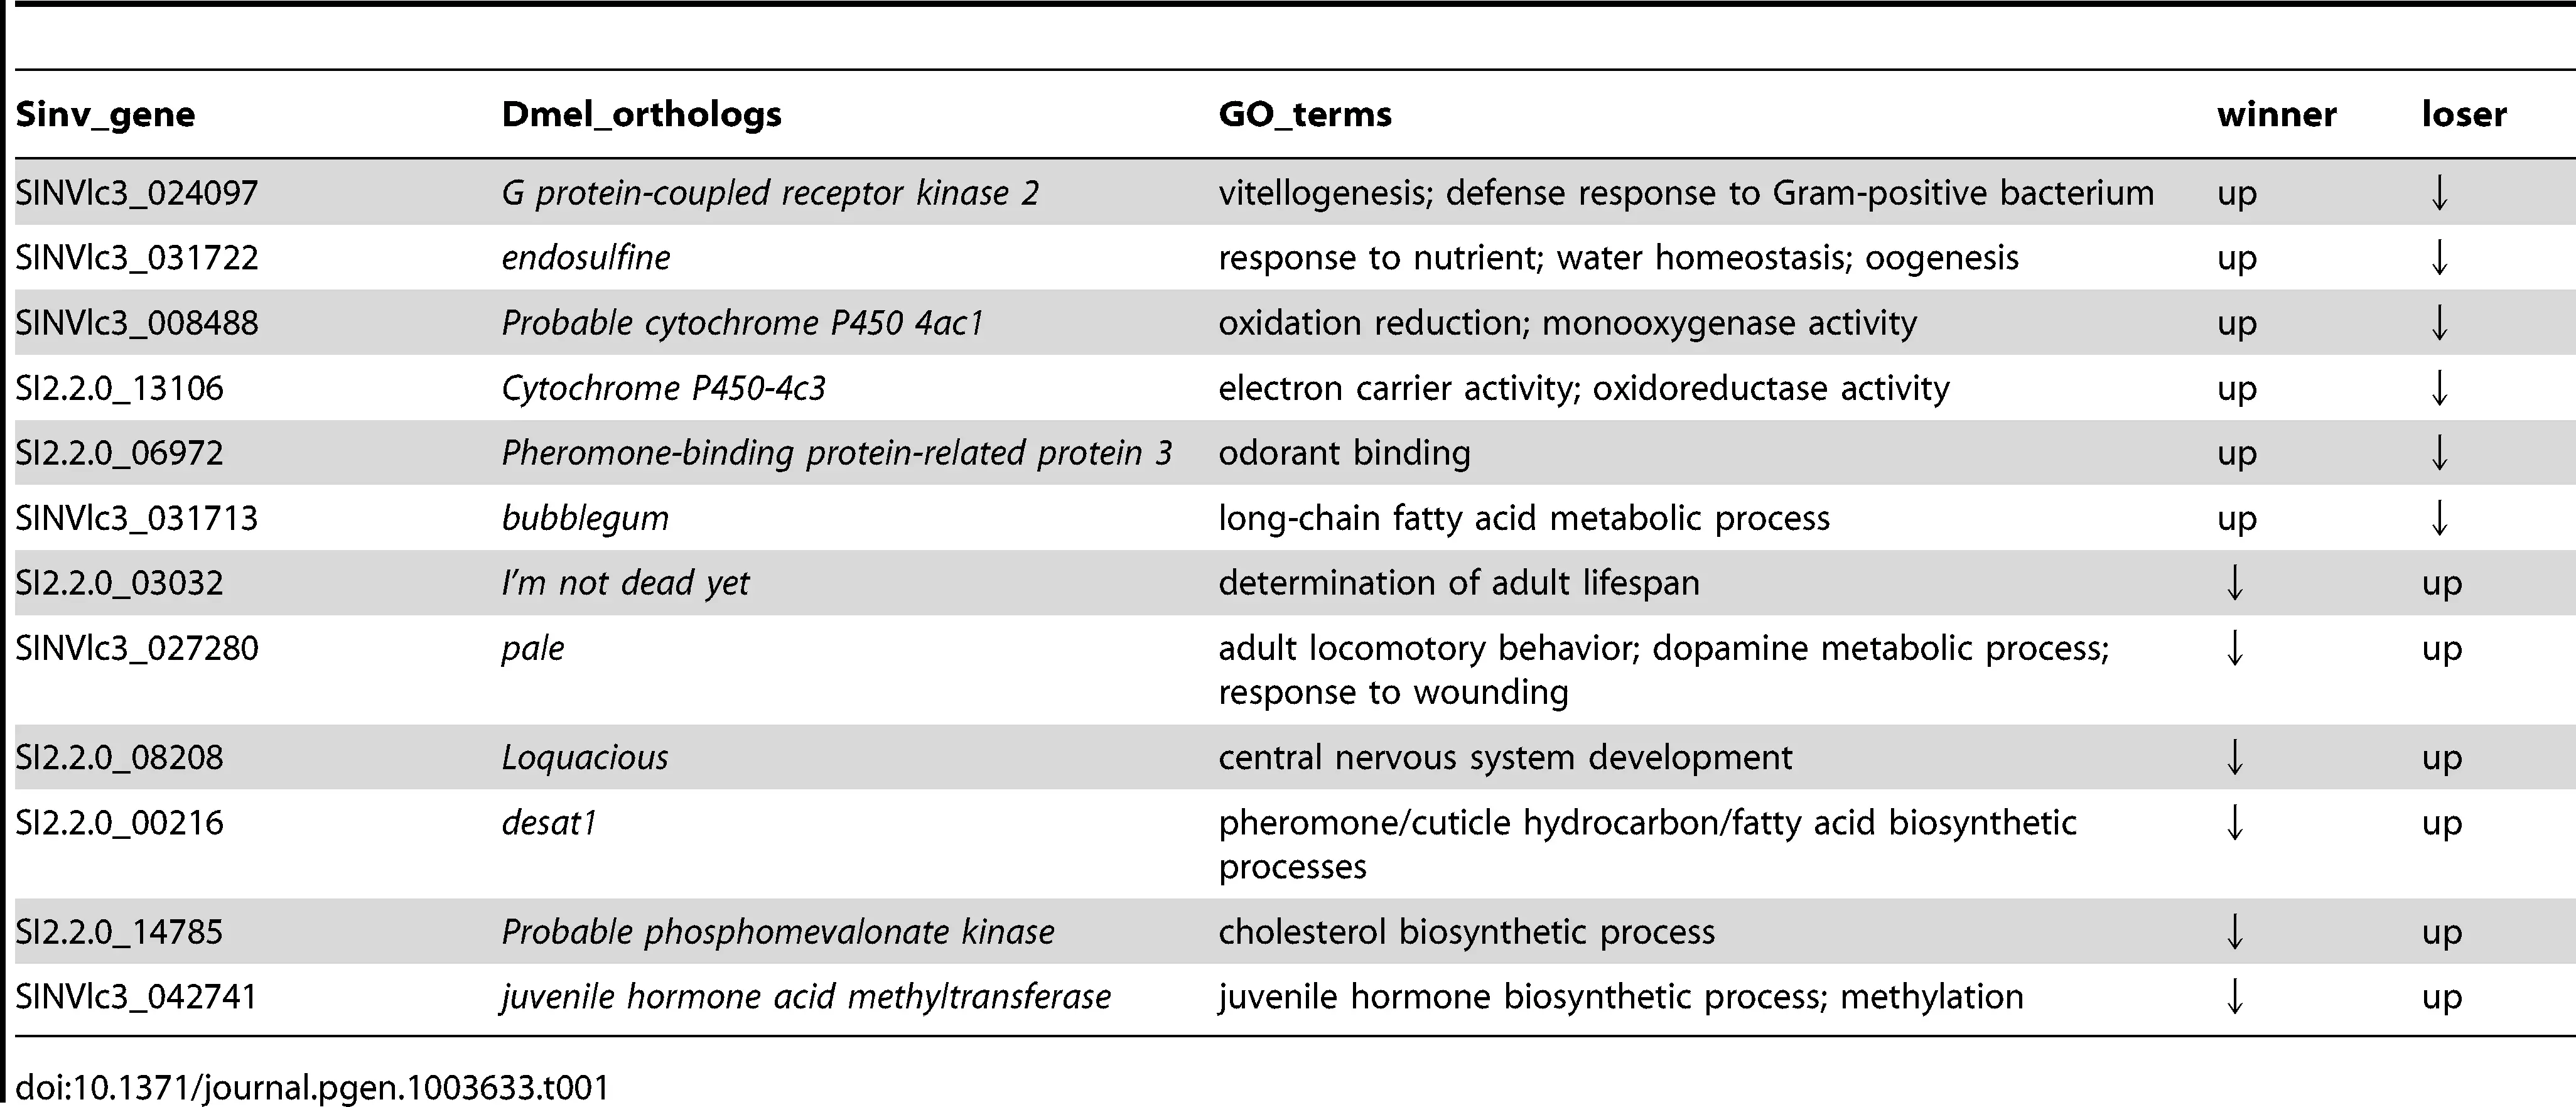 Sinv_gene Dmel_orthologs GO_terms winner loser
SINVlc3_024097 G protein-coupled receptor kinase 2 vitellogenesis; defense response to Gram-positive bacterium up ↓
SINVlc3_031722 endosulfine response to nutrient; water homeostasis; oogenesis up ↓
SINVlc3_008488 Probable cytochrome P450 4ac1 oxidation reduction; monooxygenase activity up ↓
SI2.2.0_13106 Cytochrome P450-4c3 electron carrier activity; oxidoreductase activity up ↓
SI2.2.0_06972 Pheromone-binding protein-related protein 3 odorant binding up ↓
SINVlc3_031713 bubblegum long-chain fatty acid metabolic process up ↓
SI2.2.0_03032 I'm not dead yet determination of adult lifespan ↓ up
SINVlc3_027280 pale adult locomotory behavior; dopamine metabolic process; ↓ up
response to wounding
SI2.2.0_08208 Loquacious central nervous system development ↓ up
SI2.2.0_00216 desat1 pheromone/cuticle hydrocarbon/fatty acid biosynthetic ↓ up
processes
SI2.2.0_14785 Probable phosphomevalonate kinase cholesterol biosynthetic process ↓ up
SINVlc3_042741 juvenile hormone acid methyltransferase juvenile hormone biosynthetic process; methylation ↓ up
doi:10.1371/journal.pgen.1003633.t001